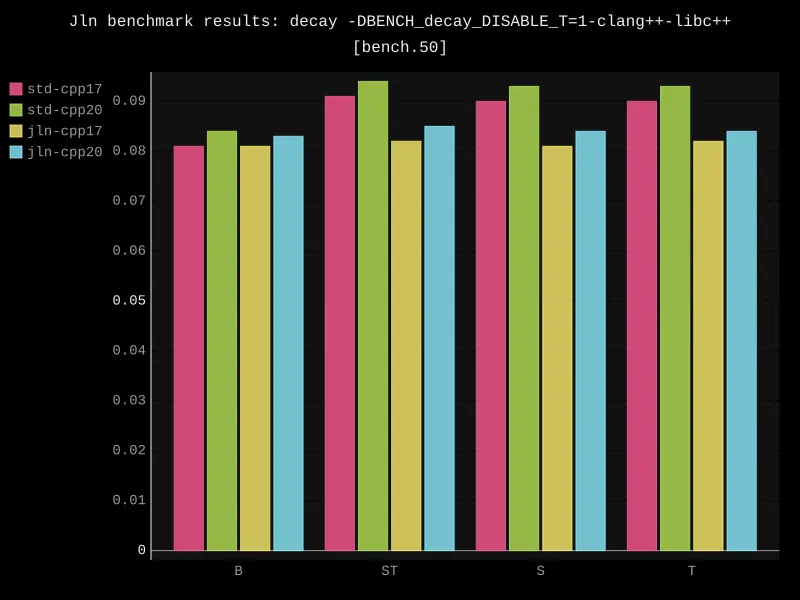 Jln benchmark results: decay -DBENCH_decay_DISABLE_T=1-clang++-libc++
[bench.50]
std-cpp17
std-cpp20
jln-cpp17
jln-cpp20
0.09
0.08
0.07
0.06
0.05
0.04
0.03
0.02
0.01
0
B ST S T